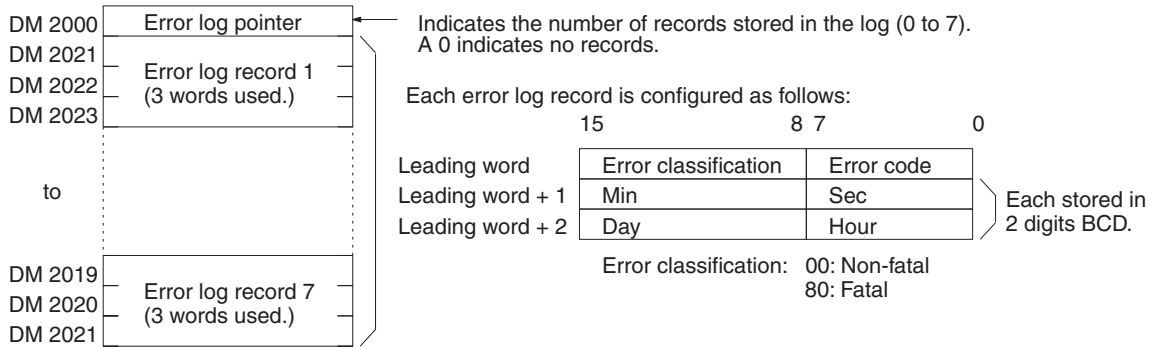 DM 2000 Error log pointer
Indicates the number of records stored in the log (0 to 7).
A 0 indicates no records.
DM 2021
DM 2022
DM 2023
Error log record 1
(3 words used.)
to
DM 2019
DM 2020
DM 2021
Error log record 7
(3 words used.)
Each error log record is configured as follows:
15 8 7 0
Leading word Error classification Error code
Leading word + 1 Min Sec
Leading word + 2 Day Hour
Each stored in
2 digits BCD.
Error classification: 00: Non-fatal
80: Fatal